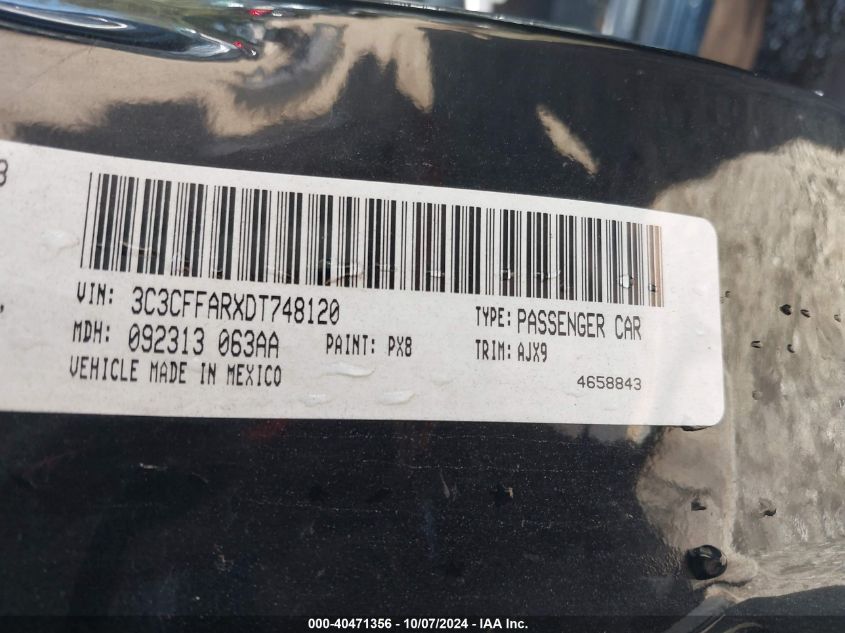 3
VIN: 3C3CFFARXDT748120
TYPE: PASSENGER CAR
MDH: 092313 063AA
PAINT: PX8
TRIM: AJX9
VEHICLE MADE IN MEXICO
4658843
000-40471356 - 10/07/2024 - IAA Inc.